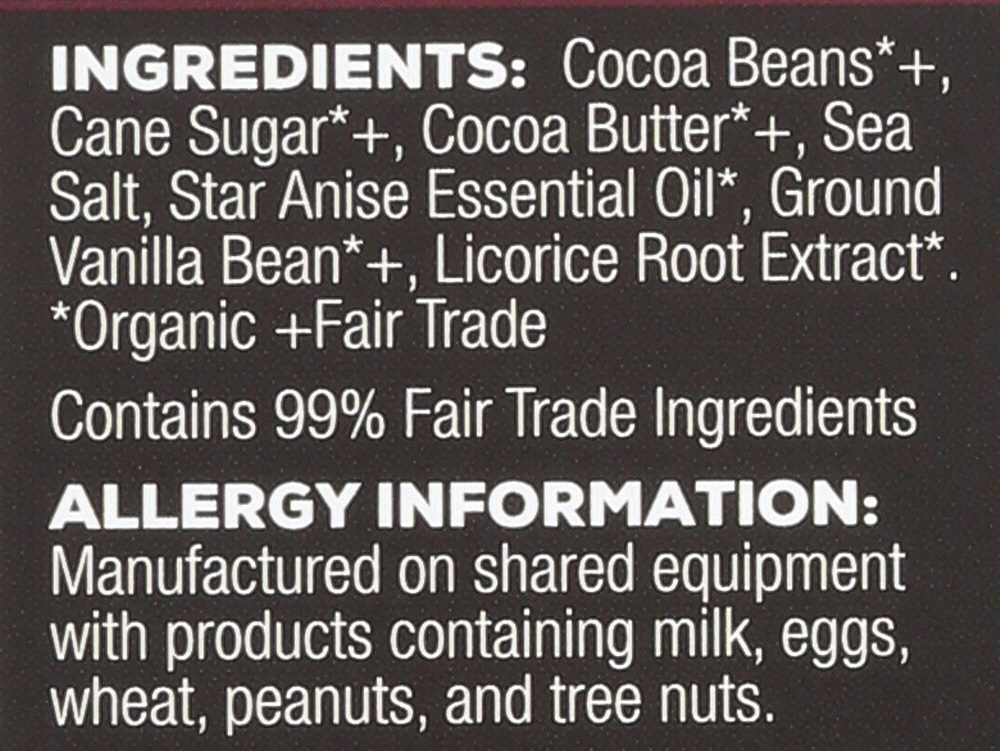 INGREDIENTS: Cocoa Beans*+,
Cane Sugar*+, Cocoa Butter*+, Sea
Salt, Star Anise Essential Oil*, Ground
Vanilla Bean*+, Licorice Root Extract*.
*Organic +Fair Trade
Contains 99% Fair Trade Ingredients
ALLERGY INFORMATION:
Manufactured on shared equipment
with products containing milk, eggs,
wheat, peanuts, and tree nuts.